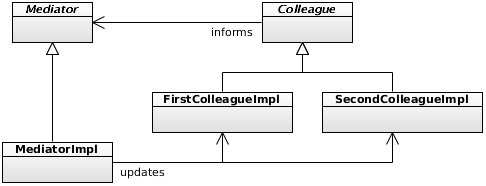 Mediator
Colleague
informs
FirstColleagueImpl
SecondColleagueImpl
MediatorImpl
updates